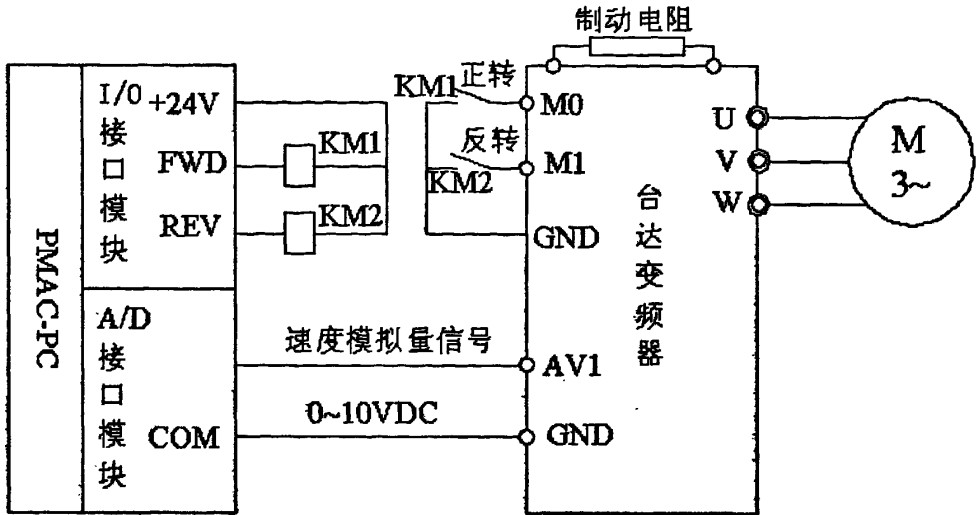 制动电阻
PMAC-PC
I/O
接口模块
+24V
FWD
REV
KM1
KM2
KM1
正转
反转
KM2
M0
M1
GND
台达变频器
U
V
W
M
3~
A/D
接口模块
COM
速度模拟量信号
0~10VDC
AV1
GND